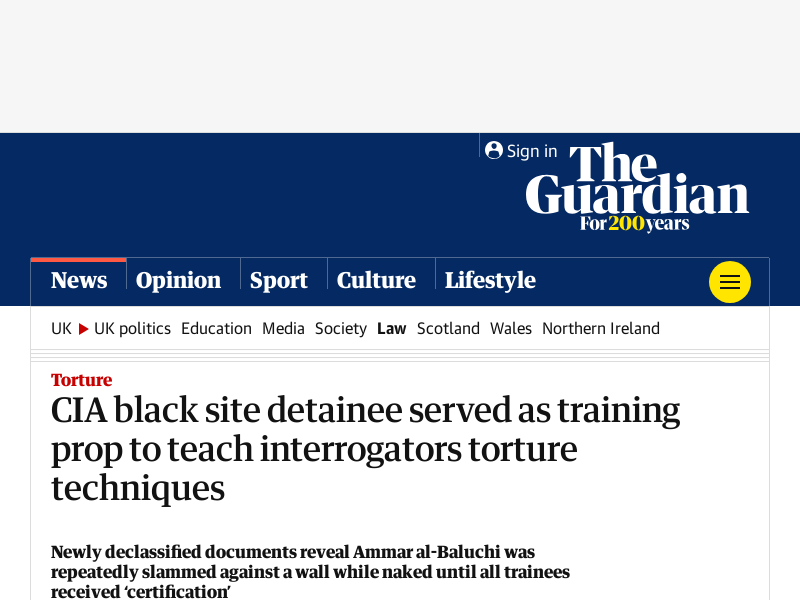 Sign in
The
Guardian
For 200 years
News Opinion Sport Culture Lifestyle
UK UK politics Education Media Society Law Scotland Wales Northern Ireland
Torture
CIA black site detainee served as training
prop to teach interrogators torture
techniques
Newly declassified documents reveal Ammar al-Baluchi was
repeatedly slammed against a wall while naked until all trainees
received ‘certification’